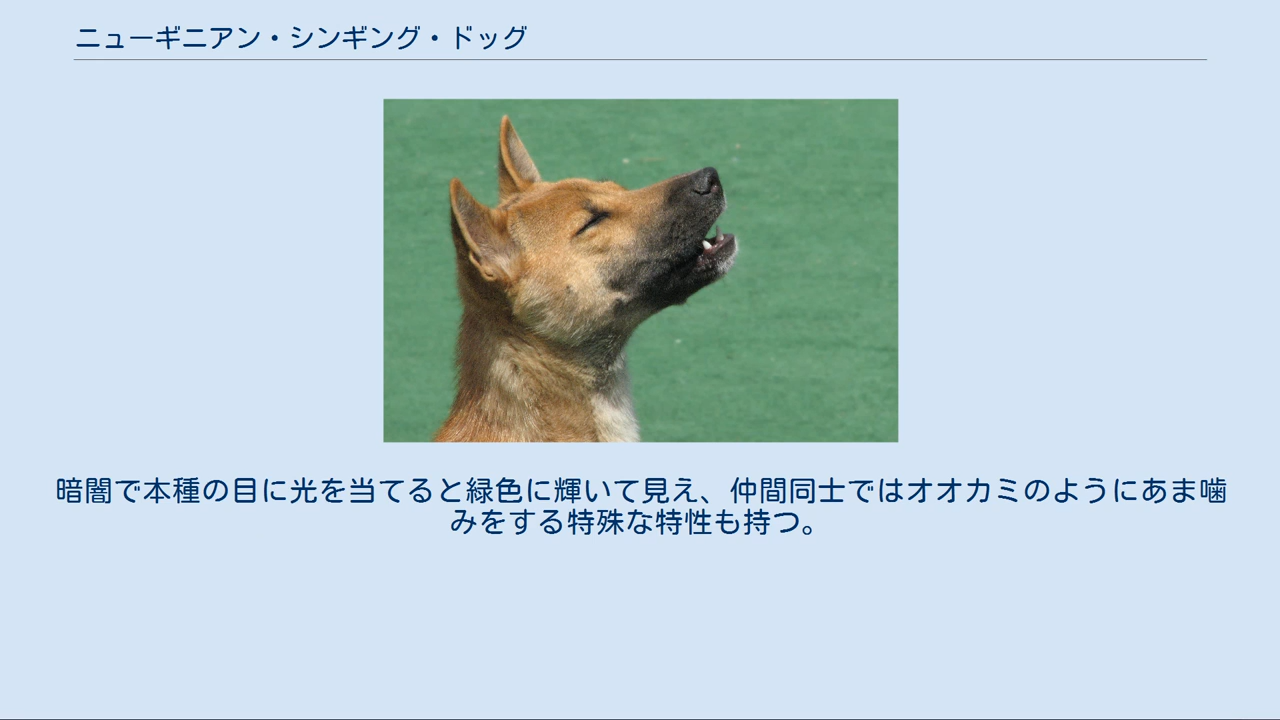 ニューギニアン・シンギング・ドッグ
暗闇で本種の目に光を当てると緑色に輝いて見え、仲間同士ではオオカミのようにあま噛
みをする特殊な特性も持つ。